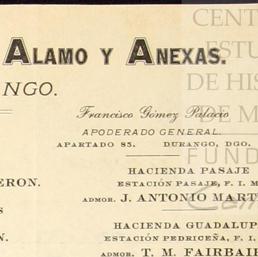 ALAMO Y ANEXAS.
NGO.
Francisco Gómez Palacio
APODERADO GENERAL.
APARTADO 85. DURANGO, DGO.
HACIENDA PASAJE
ERON. ESTACIÓN PASAJE, F. I. M
ADMOR. J. ANTONIO MART
S HACIENDA GUADALUP
N. ESTACIÓN PEDRICEÑA, F. I.
ADMOR. T. M. FAIRBAI
CENT
ESTU
DE HIS
DE M
FUND